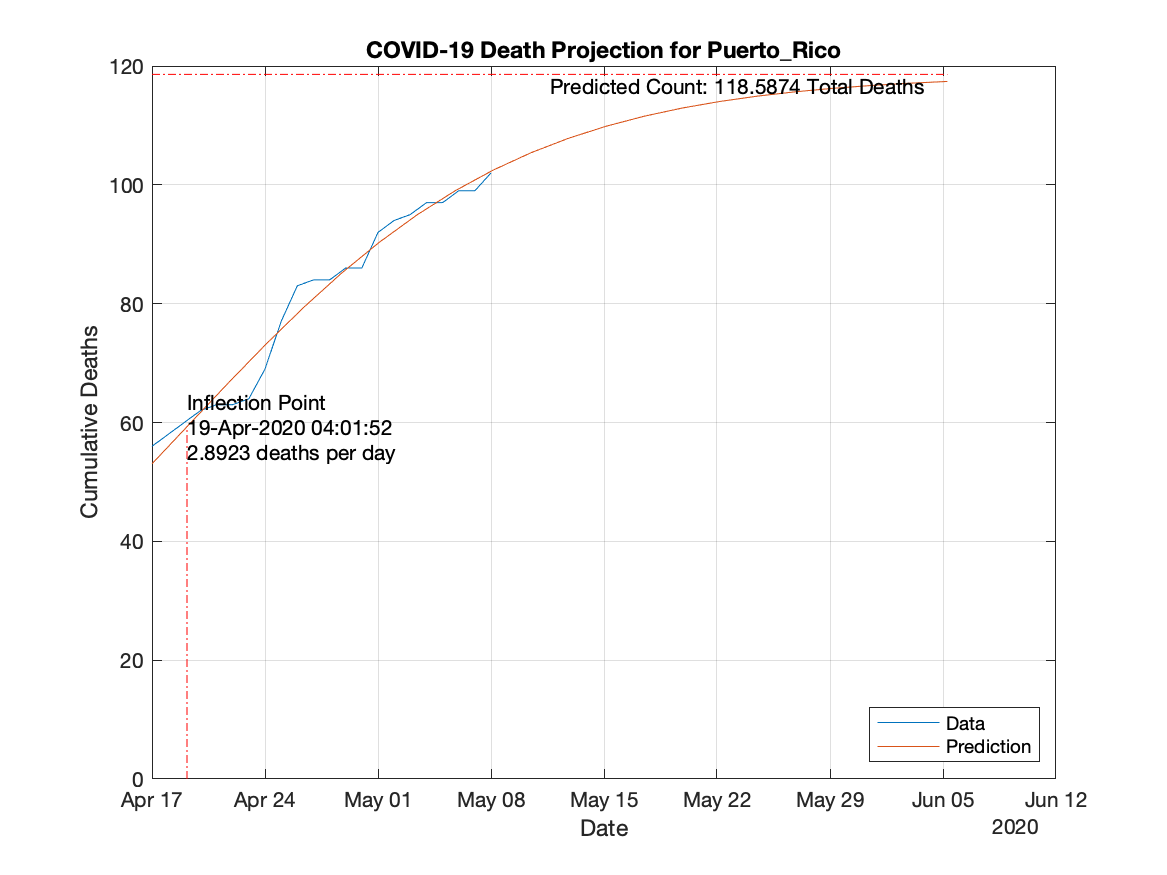 COVID-19 Death Projection for Puerto_Rico
120
Predicted Count: 118.5874 Total Deaths
100
80
Inflection Point
60
19-Apr-2020 04:01:52
2.8923 deaths per day
Cumulative Deaths
40
20
0
Data
Prediction
Apr 17 Apr 24 May 01 May 08 May 15 May 22 May 29 Jun 05 Jun 12
Date
2020